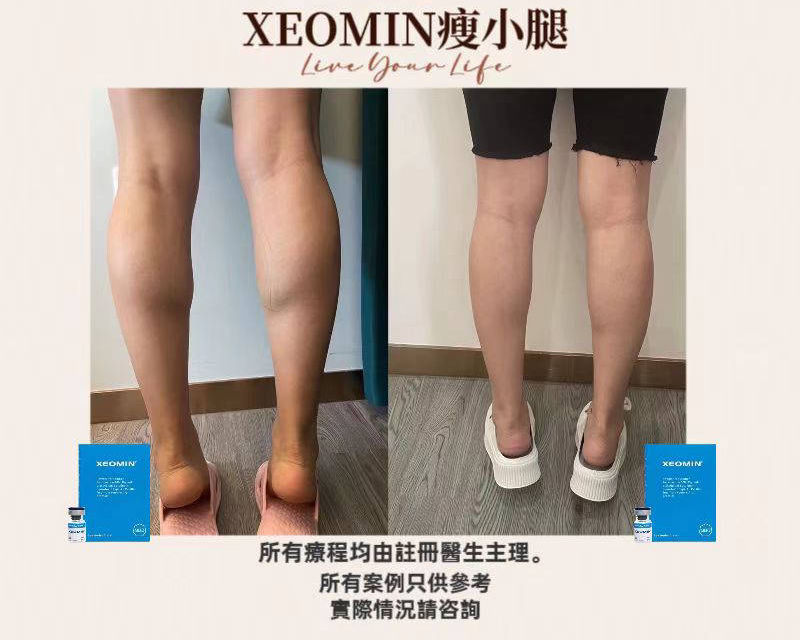 XEOMIN瘦小腿
Live Your Life
XEOMIN
XEOMIN
所有療程均由註冊醫生主理。
所有案例只供參考
實際情況請咨詢